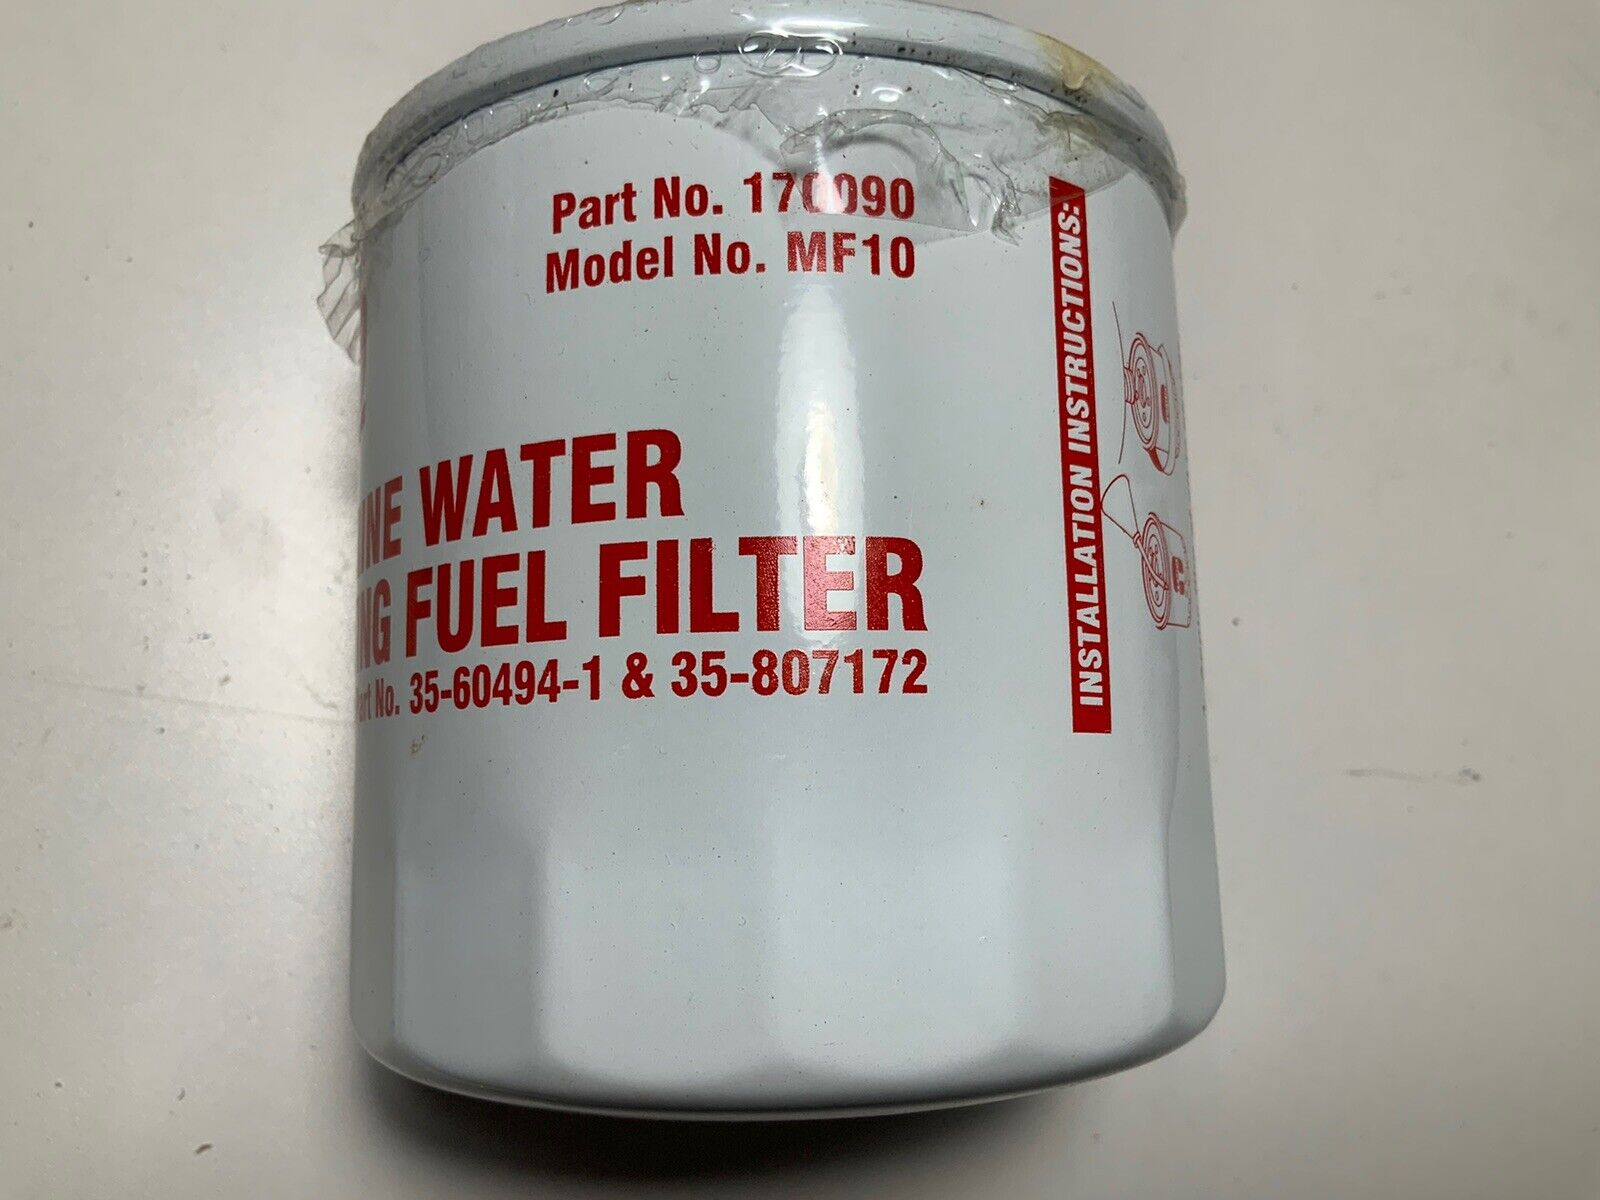 Part No. 170090
Model No. MF10
INE WATER
NG FUEL FILTER
Part No. 35-60494-1 & 35-807172
INSTALLATION INSTRUCTIONS: